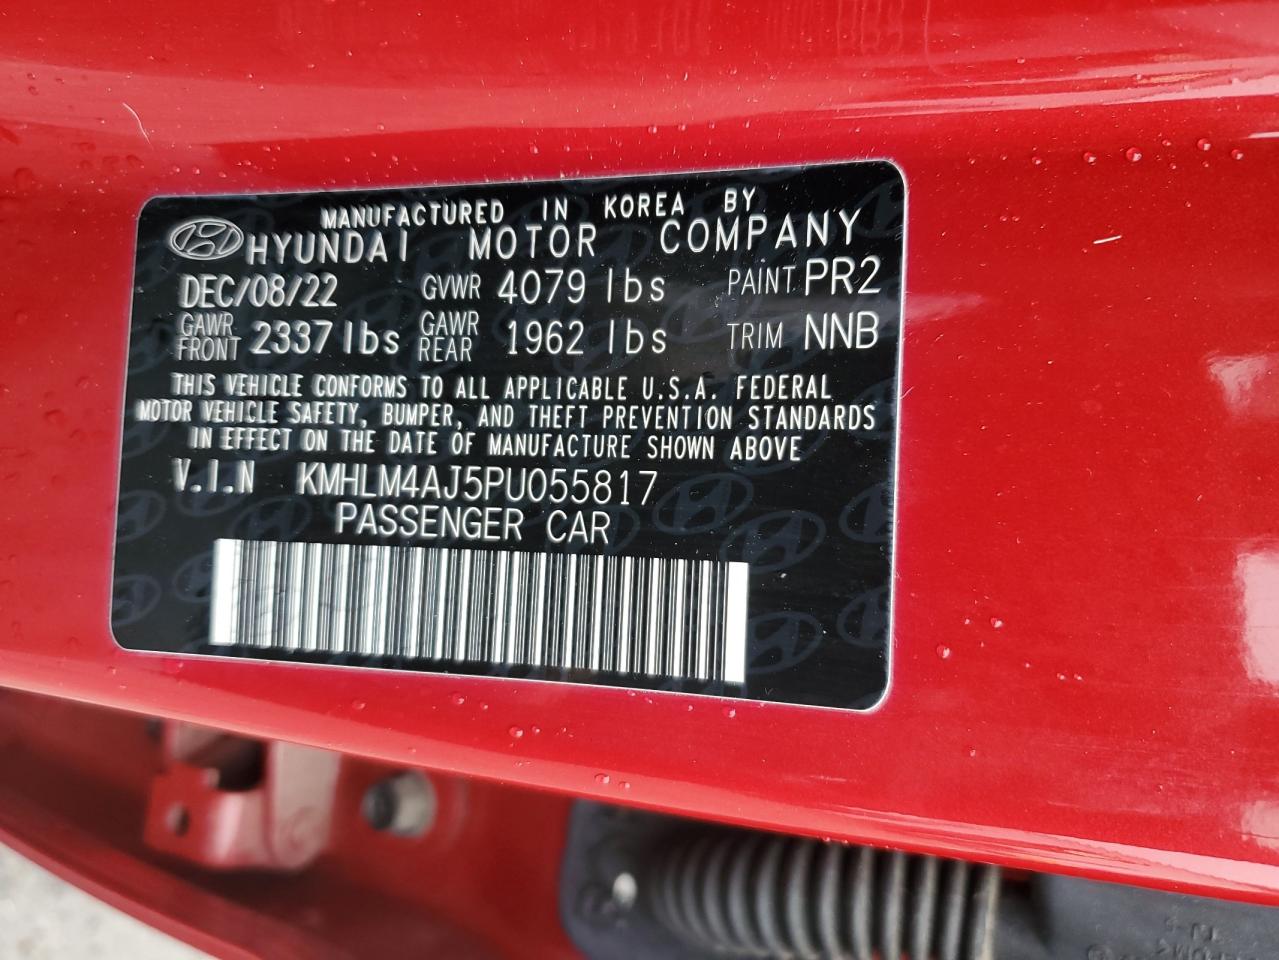 MANUFACTURED IN KOREA BY
HYUNDAI MOTOR COMPANY
DEC/08/22 GVWR 4079 lbs PAINT PR2
GAWR FRONT 2337 lbs GAWR REAR 1962 lbs TRIM NNB
THIS VEHICLE CONFORMS TO ALL APPLICABLE U.S.A. FEDERAL
MOTOR VEHICLE SAFETY, BUMPER, AND THEFT PREVENTION STANDARDS
IN EFFECT ON THE DATE OF MANUFACTURE SHOWN ABOVE
V.I.N KMHLM4AJ5PU055817
PASSENGER CAR